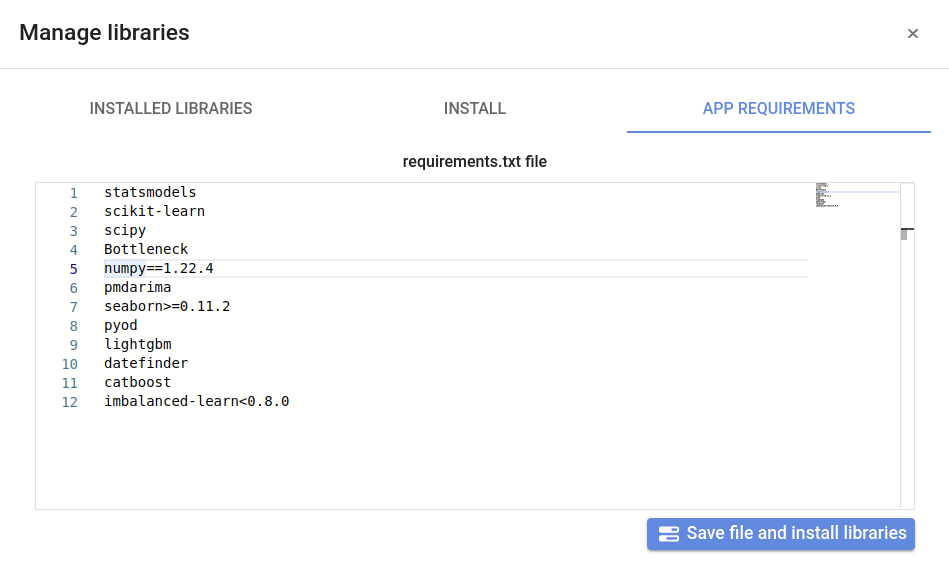 Manage libraries
×
INSTALLED LIBRARIES
INSTALL
APP REQUIREMENTS
requirements.txt file
1 statsmodels
2 scikit-learn
3 scipy
4 Bottleneck
5 numpy==1.22.4
6 pmdarima
7 seaborn>=0.11.2
8 pyod
9 lightgbm
10 datefinder
11 catboost
12 imbalanced-learn<0.8.0
Save file and install libraries